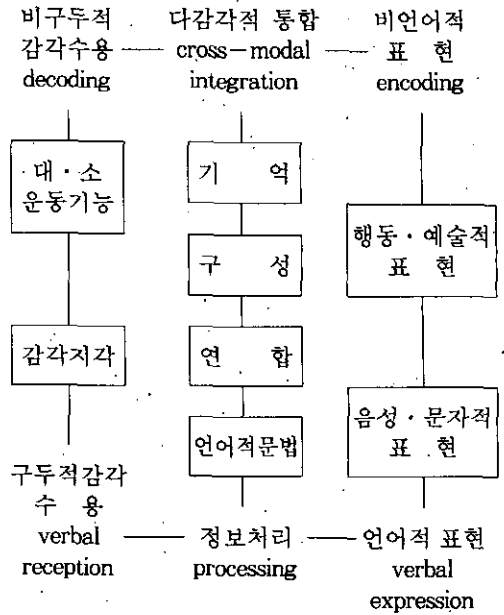 비구두적
감각수용
decoding
다감각적 통합
cross-modal
integration
비언어적
표 현
encoding
대·소
운동기능
감각지각
기 억
구 성
연 합
언어적문법
행동·예술적
표 현
음성·문자적
표 현
구두적감각
수 용
verbal
reception
정보처리
processing
언어적 표현
verbal
expression